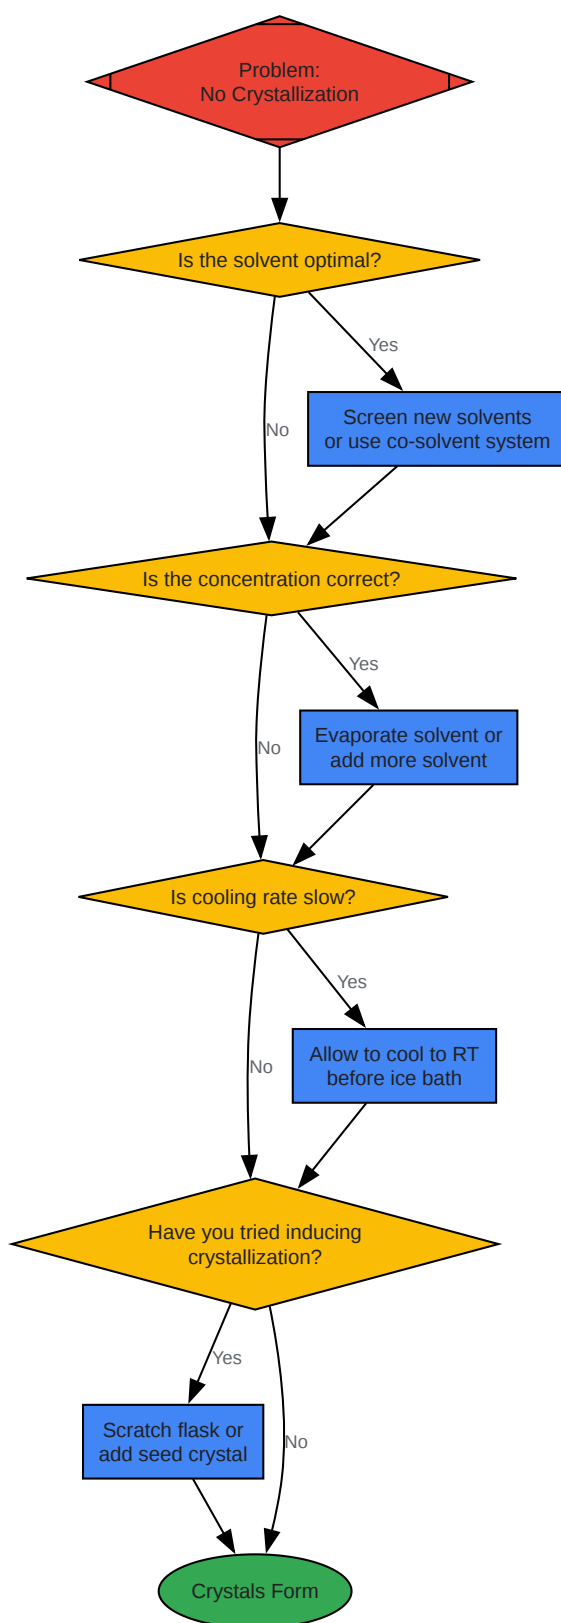 Problem:
No Crystallization
Is the solvent optimal?
Yes
Screen new solvents
or use co-solvent system
No
Is the concentration correct?
Yes
Evaporate solvent or
add more solvent
No
Is cooling rate slow?
Yes
Allow to cool to RT
before ice bath
No
Have you tried inducing
crystallization?
Yes
Scratch flask or
add seed crystal
No
Crystals Form